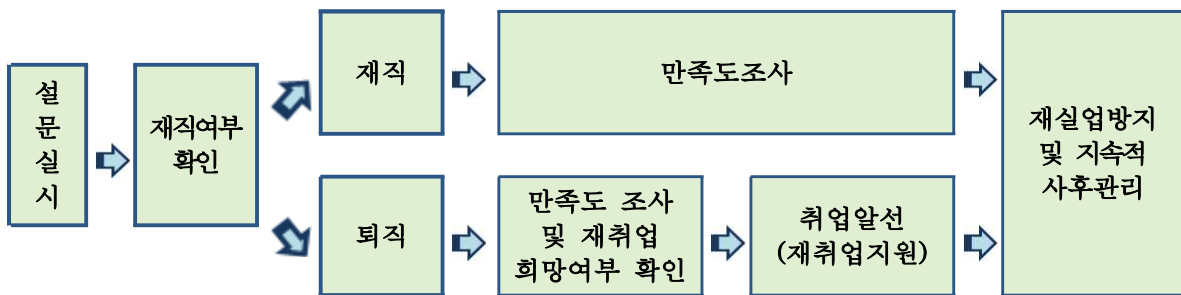 설
문
실
시
재직여부
확인
재직
만족도조사
퇴직
만족도 조사
및 재취업
희망여부 확인
취업알선
(재취업지원)
재실업방지
및 지속적
사후관리